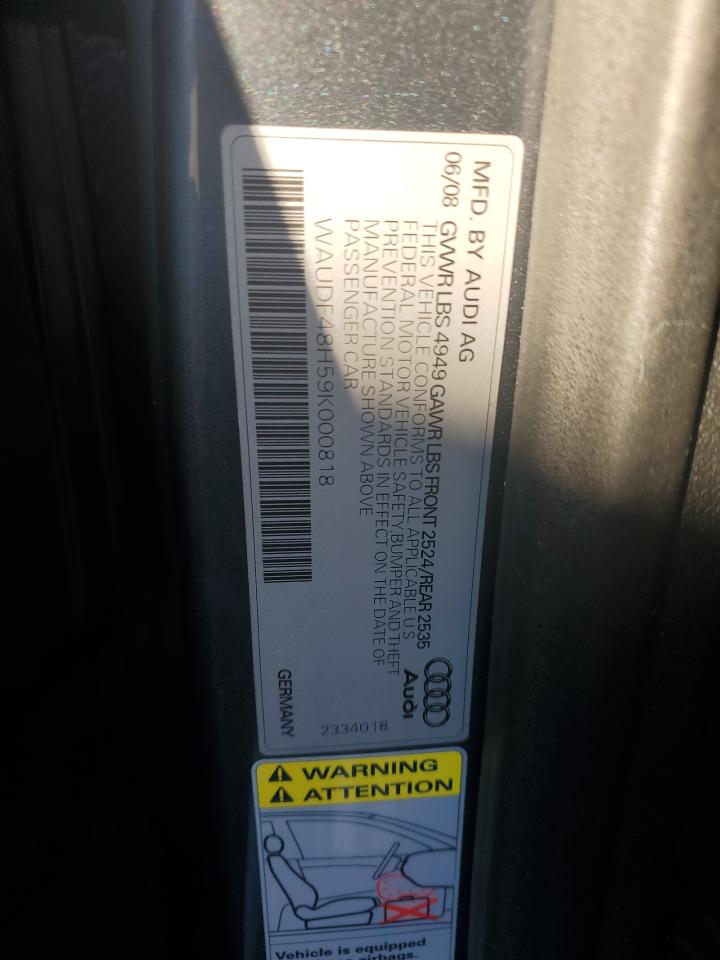 MFD. BY AUDI AG
06/08 GVWR LBS 4949 GAWR LBS FRONT 2524/REAR 2535
THIS VEHICLE CONFORMS TO ALL APPLICABLE U S
FEDERAL MOTOR VEHICLE SAFETY BUMPER AND THEFT
PREVENTION STANDARDS IN EFFECT ON THE DATE OF
MANUFACTURE SHOWN ABOVE
PASSENGER CAR
WAUDF48H59K000818
Audi
2334018
GERMANY
WARNING
ATTENTION
Vehicle is equipped
airbags.